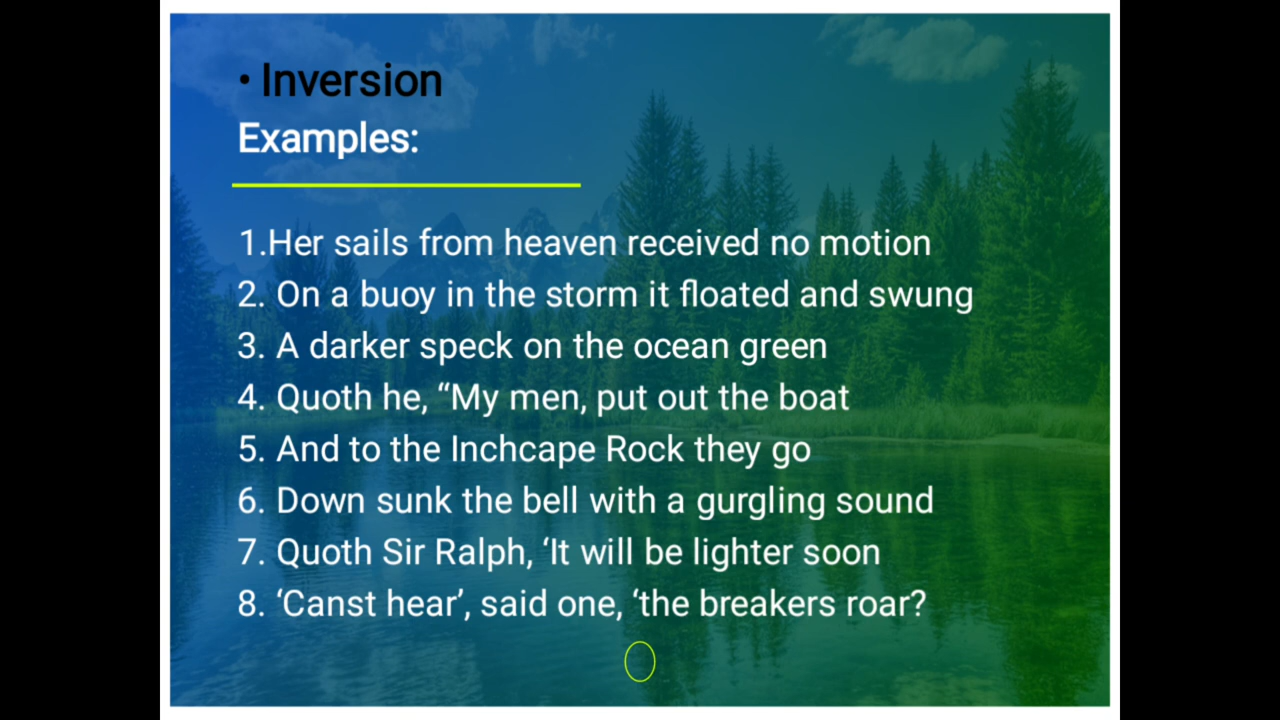 • Inversion
Examples:
1.Her sails from heaven received no motion
2. On a buoy in the storm it floated and swung
3. A darker speck on the ocean green
4. Quoth he, “My men, put out the boat
5. And to the Inchcape Rock they go
6. Down sunk the bell with a gurgling sound
7. Quoth Sir Ralph, ‘It will be lighter soon
8. ‘Canst hear’, said one, ‘the breakers roar?